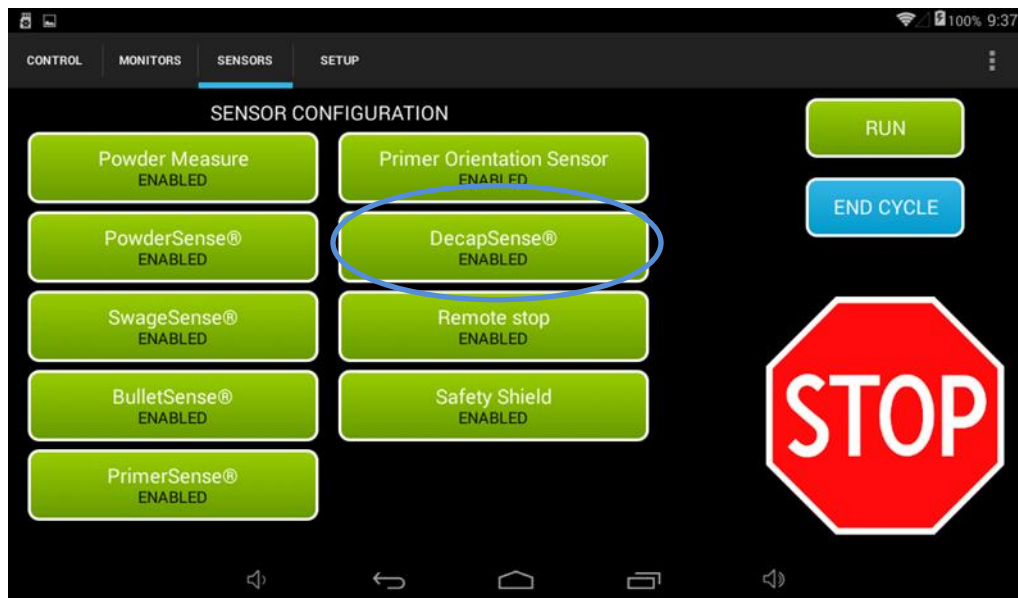 100% 9:37
CONTROL MONITORS SENSORS SETUP
SENSOR CONFIGURATION
Powder Measure
ENABLED
Primer Orientation Sensor
ENABLED
PowderSense®
ENABLED
DecapSense®
ENABLED
SwageSense®
ENABLED
Remote stop
ENABLED
BulletSense®
ENABLED
Safety Shield
ENABLED
PrimerSense®
ENABLED
RUN
END CYCLE
STOP